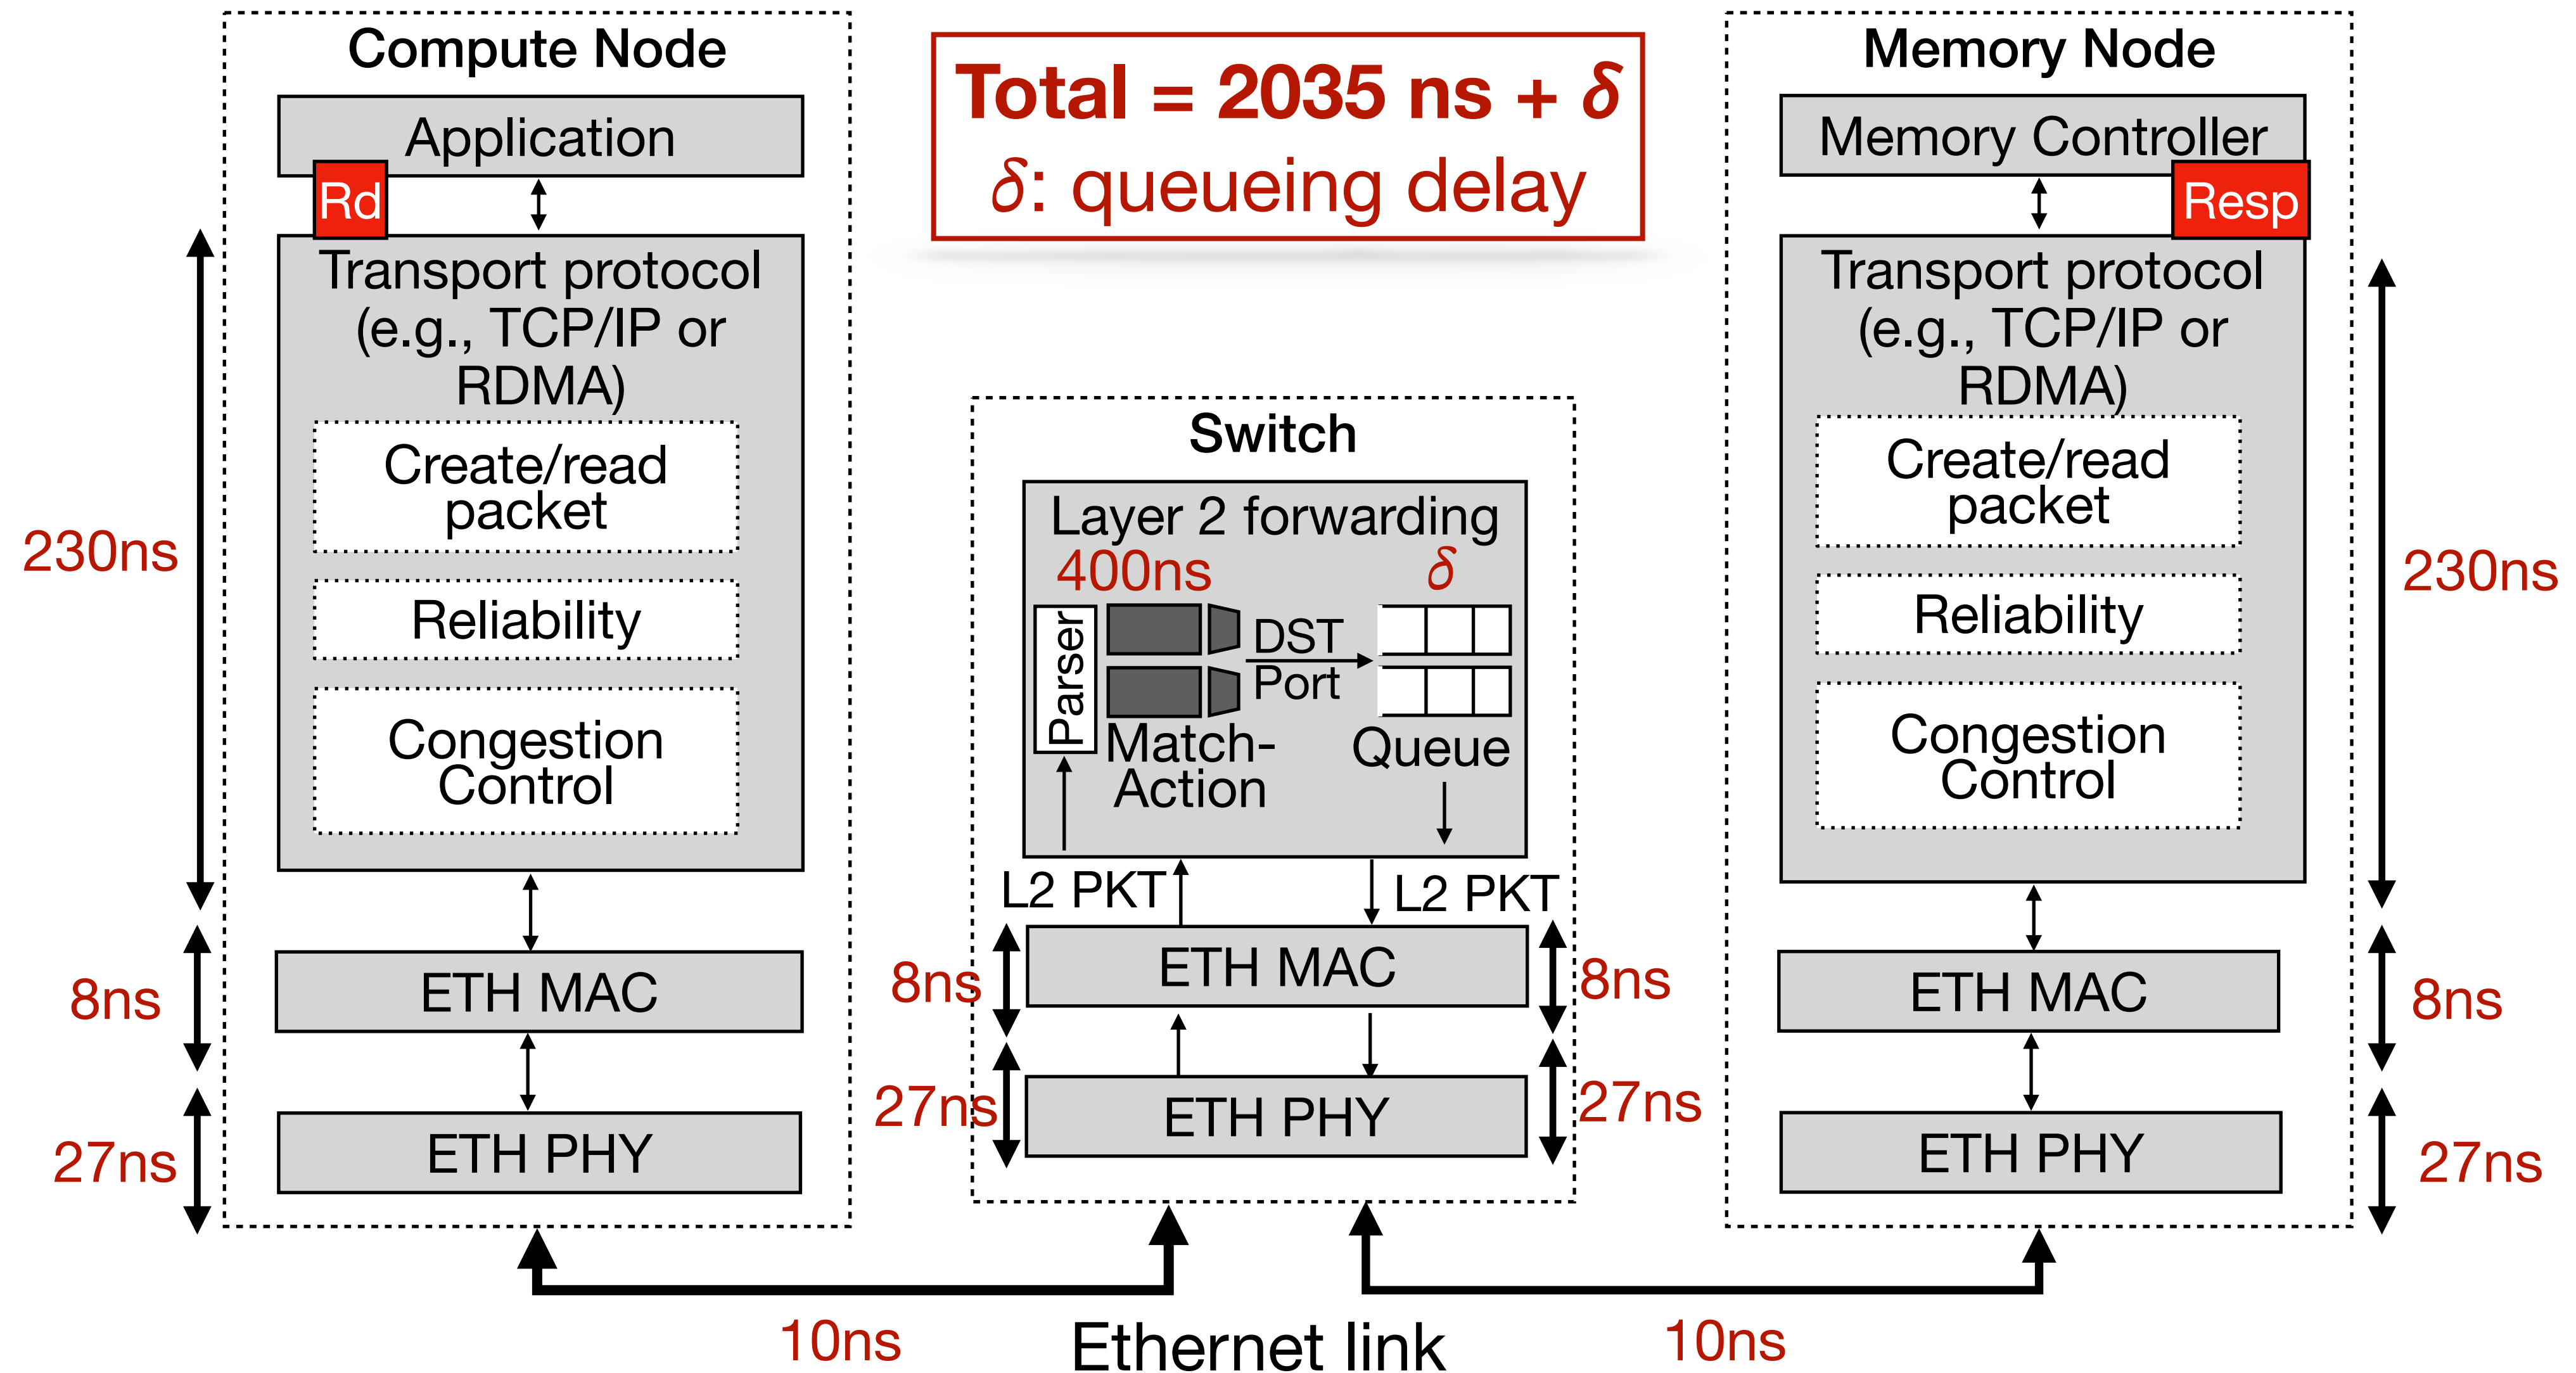 Compute Node
Application
Rd
Transport protocol
(e.g., TCP/IP or
RDMA)
Create/read
packet
Reliability
Congestion
Control
ETH MAC
ETH PHY
230ns
8ns
27ns
Total = 2035 ns + δ
δ: queueing delay
Switch
Layer 2 forwarding
400ns
δ
Parser
DST
Port
Match-
Action
Queue
L2 PKT
L2 PKT
ETH MAC
8ns
8ns
ETH PHY
27ns
27ns
Memory Node
Memory Controller
Resp
Transport protocol
(e.g., TCP/IP or
RDMA)
Create/read
packet
Reliability
Congestion
Control
ETH MAC
ETH PHY
230ns
8ns
27ns
10ns
Ethernet link
10ns